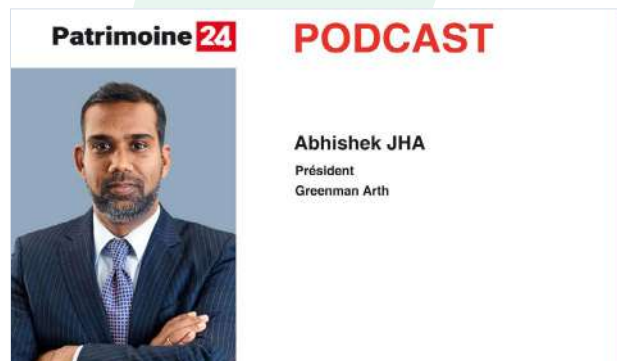 Patrimoine 24
PODCAST
Abhishek JHA
Président
Greenman Arth